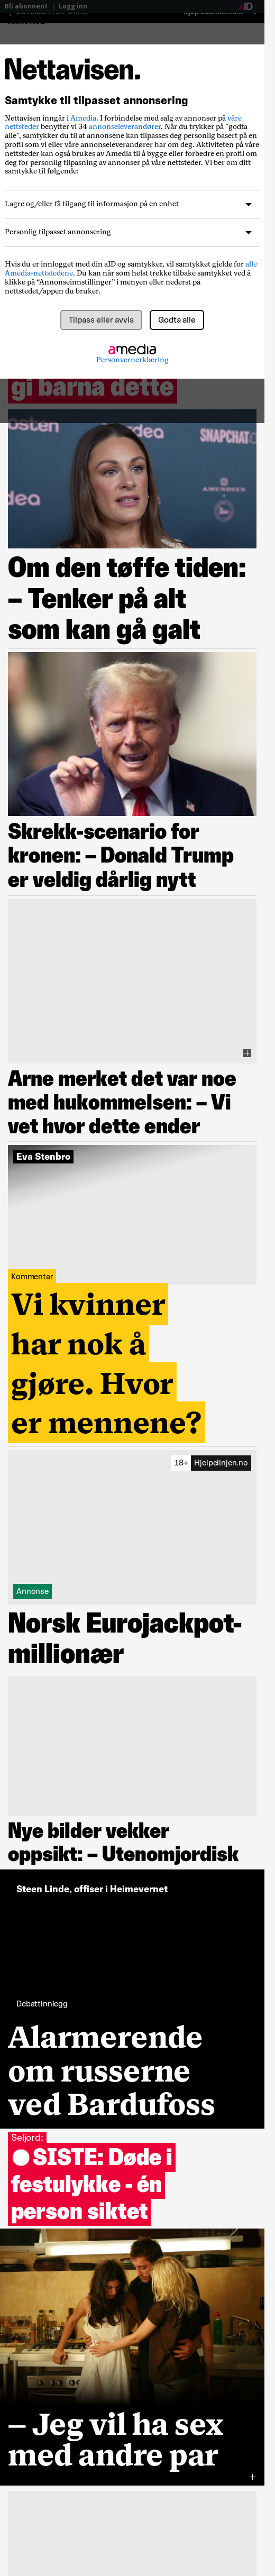 Bli abonnent | Logg inn
aID
Nettavisen.
Samtykke til tilpasset annonsering
Nettavisen inngår i Amedia. I forbindelse med salg av annonser på våre
nettsteder benytter vi 34 annonseleverandører. Når du trykker på "godta
alle", samtykker du til at annonsene kan tilpasses deg personlig basert på en
profil som vi eller våre annonseleverandører har om deg. Aktiviteten på våre
nettsteder kan også brukes av Amedia til å bygge eller forbedre en profil om
deg for personlig tilpasning av annonser på våre nettsteder. Vi ber om ditt
samtykke til følgende:
Lagre og/eller få tilgang til informasjon på en enhet
Personlig tilpasset annonsering
Hvis du er innlogget med din aID og samtykker, vil samtykket gjelde for alle
Amedia-nettstedene. Du kan når som helst trekke tilbake samtykket ved å
klikke på “Annonseinnstillinger” i menyen eller nederst på
nettstedet/appen du bruker.
Tilpass eller avvis
Godta alle
amedia
Personvernerklæring
gi barna dette
SNAPCHAT
AMUNDSEN
Om den tøffe tiden:
– Tenker på alt
som kan gå galt
Skrekk-scenario for
kronen: – Donald Trump
er veldig dårlig nytt
Arne merket det var noe
med hukommelsen: – Vi
vet hvor dette ender
Eva Stenbro
Kommentar
Vi kvinner
har nok å
gjøre. Hvor
er mennene?
18+ Hjelpelinjen.no
Annonse
Norsk Eurojackpot-
millionær
Nye bilder vekker
oppsikt: – Utenomjordisk
Steen Linde, offiser i Heimevernet
Debattinnlegg
Alarmerende
om russerne
ved Bardufoss
Seljord:
SISTE: Døde i
festulykke - én
person siktet
– Jeg vil ha sex
med andre par